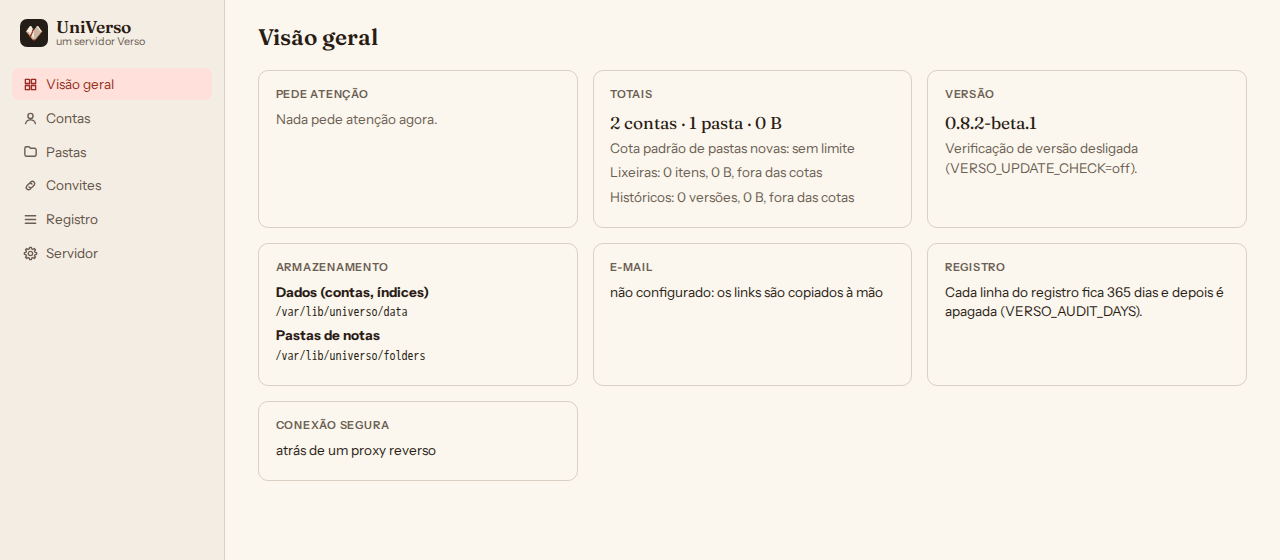 UniVerso
um servidor Verso
Visão geral
Contas
Pastas
Convites
Registro
Servidor
Visão geral
PEDE ATENÇÃO
Nada pede atenção agora.
TOTAIS
2 contas · 1 pasta · 0 B
Cota padrão de pastas novas: sem limite
Lixeiras: 0 itens, 0 B, fora das cotas
Históricos: 0 versões, 0 B, fora das cotas
VERSÃO
0.8.2-beta.1
Verificação de versão desligada
(VERSO_UPDATE_CHECK=off).
ARMAZENAMENTO
Dados (contas, índices)
/var/lib/universo/data
Pastas de notas
/var/lib/universo/folders
E-MAIL
não configurado: os links são copiados à mão
REGISTRO
Cada linha do registro fica 365 dias e depois é
apagada (VERSO_AUDIT_DAYS).
CONEXÃO SEGURA
atrás de um proxy reverso